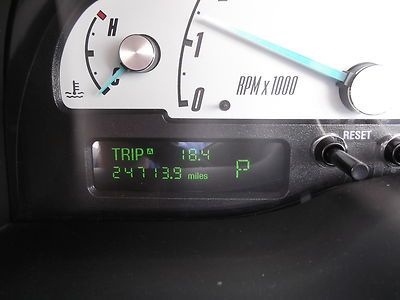 H
C
1
0
RPM x 1000
RESET
TRIP A 18.4
24713.9 miles
P